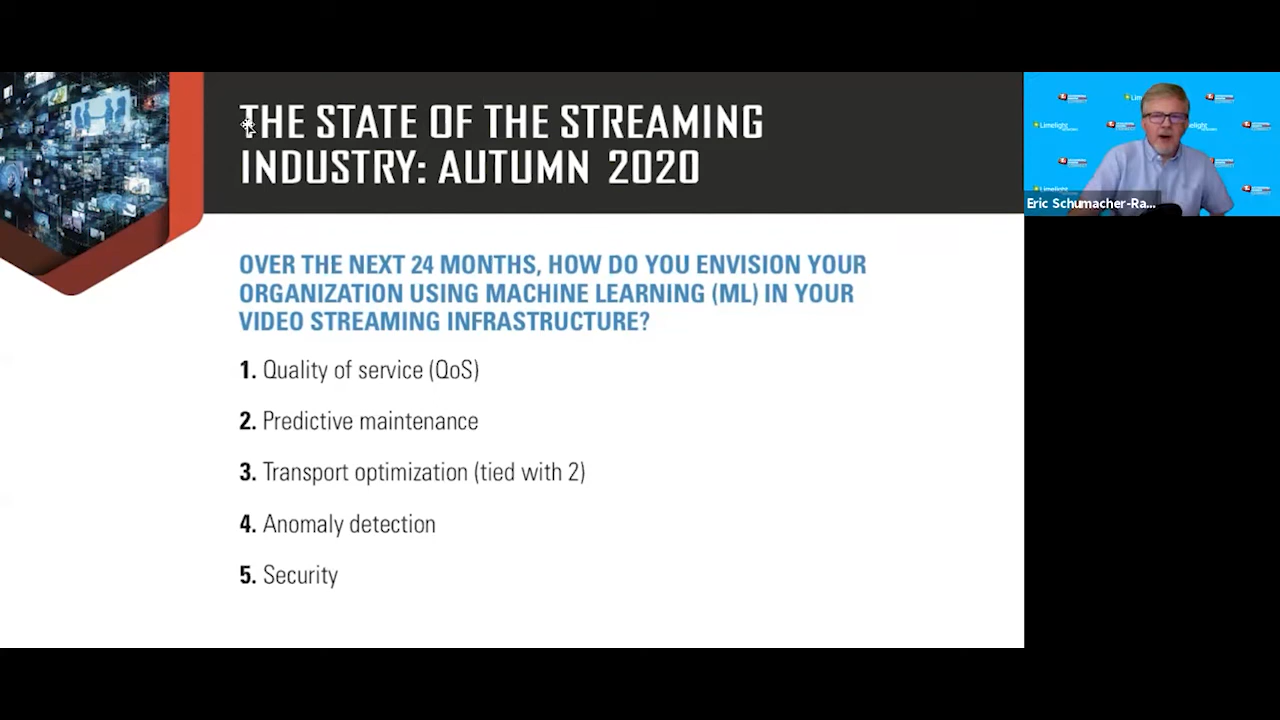 THE STATE OF THE STREAMING
INDUSTRY: AUTUMN 2020
OVER THE NEXT 24 MONTHS, HOW DO YOU ENVISION YOUR
ORGANIZATION USING MACHINE LEARNING (ML) IN YOUR
VIDEO STREAMING INFRASTRUCTURE?
1. Quality of service (QoS)
2. Predictive maintenance
3. Transport optimization (tied with 2)
4. Anomaly detection
5. Security
Limelight
Limelight
Eric Schumacher-Ra...